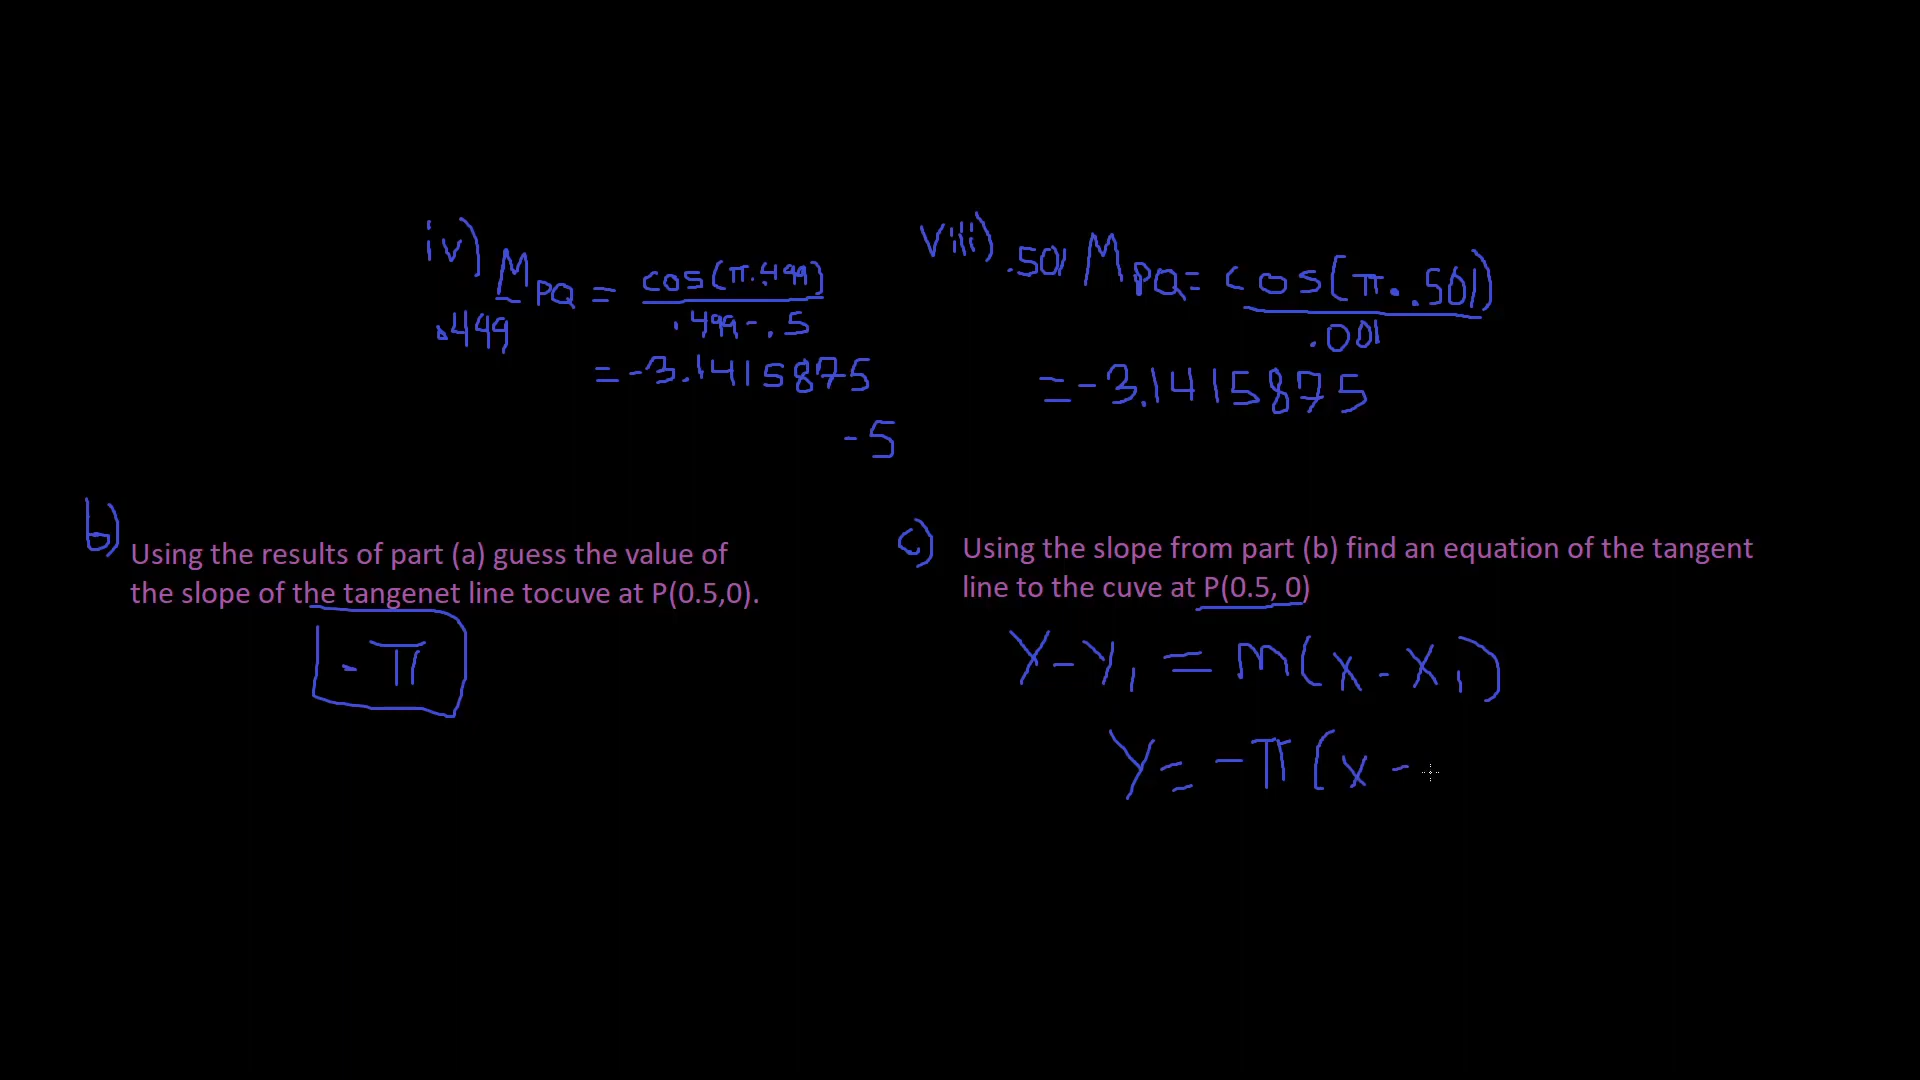 iv) MPQ = cos(π.499)
.499 .499-.5
= -3.1415875
-5
viii) .501 MPQ = cos(π..501)
.001
= -3.1415875
b) Using the results of part (a) guess the value of
the slope of the tangenet line tocuve at P(0.5,0).
-π
c) Using the slope from part (b) find an equation of the tangent
line to the cuve at P(0.5, 0)
Y-Y₁ = m(x-x₁)
Y = -π(x -